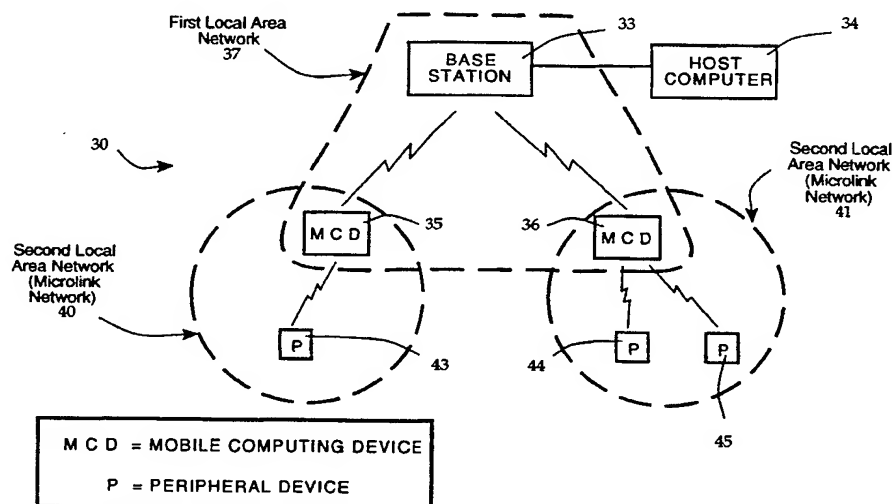 First Local Area
Network
37
33
34
BASE
STATION
HOST
COMPUTER
30
Second Local
Area Network
(Microlink
Network)
41
35
36
M C D
M C D
Second Local
Area Network
(Microlink
Network)
40
P
43
44
P
P
45
M C D = MOBILE COMPUTING DEVICE
P = PERIPHERAL DEVICE